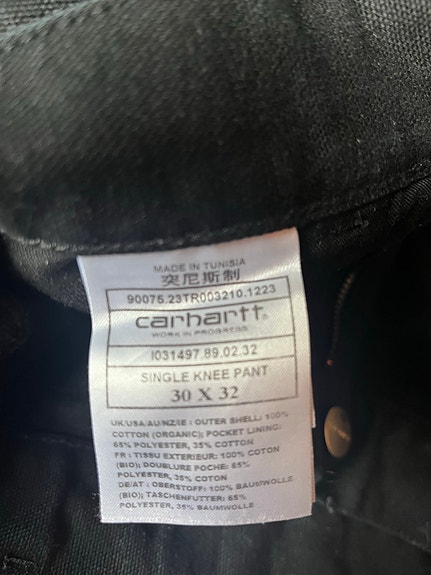 MADE IN TUNISIA
突尼斯制
90075.23TR003210.1223
carhartt®
WORK IN PROGRESS
I031497.89.02.32
SINGLE KNEE PANT
30 X 32
UK/USA/AU/NZ/IE : OUTER SHELL: 100%
COTTON (ORGANIC); POCKET LINING:
65% POLYESTER, 35% COTTON
FR : TISSU EXTERIEUR: 100% COTON
(BIO); DOUBLURE POCHE: 65%
POLYESTER, 35% COTON
DE/AT : OBERSTOFF: 100% BAUMWOLLE
(BIO); TASCHENFUTTER: 65%
POLYESTER, 35% BAUMWOLLE